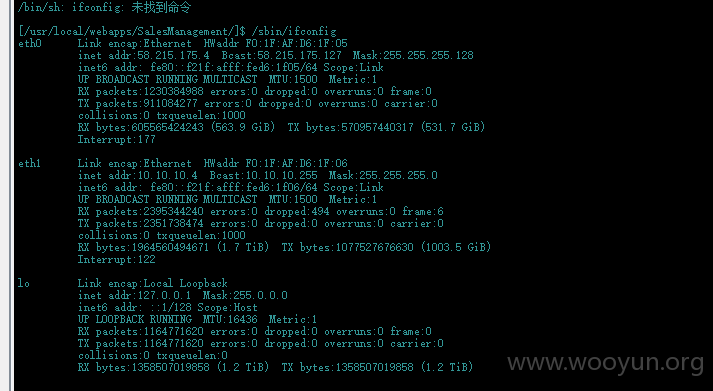 /bin/sh: ifconfig: 未找到命令
[/usr/local/webapps/SalesManagement/]$ /sbin/ifconfig
eth0 Link encap:Ethernet HWaddr F0:1F:AF:D6:1F:05
inet addr:58.215.175.4 Bcast:58.215.175.127 Mask:255.255.255.128
inet6 addr: fe80::f21f:afff:fed6:1f05/64 Scope:Link
UP BROADCAST RUNNING MULTICAST MTU:1500 Metric:1
RX packets:1230384988 errors:0 dropped:0 overruns:0 frame:0
TX packets:911084277 errors:0 dropped:0 overruns:0 carrier:0
collisions:0 txqueuelen:1000
RX bytes:605565424243 (563.9 GiB) TX bytes:570957440317 (531.7 GiB)
Interrupt:177
eth1 Link encap:Ethernet HWaddr F0:1F:AF:D6:1F:06
inet addr:10.10.10.4 Bcast:10.10.10.255 Mask:255.255.255.0
inet6 addr: fe80::f21f:afff:fed6:1f06/64 Scope:Link
UP BROADCAST RUNNING MULTICAST MTU:1500 Metric:1
RX packets:2395344240 errors:0 dropped:494 overruns:0 frame:6
TX packets:2351738474 errors:0 dropped:0 overruns:0 carrier:0
collisions:0 txqueuelen:1000
RX bytes:1964560494671 (1.7 TiB) TX bytes:1077527676630 (1003.5 GiB)
Interrupt:122
lo Link encap:Local Loopback
inet addr:127.0.0.1 Mask:255.0.0.0
inet6 addr: ::1/128 Scope:Host
UP LOOPBACK RUNNING MTU:16436 Metric:1
RX packets:1164771620 errors:0 dropped:0 overruns:0 frame:0
TX packets:1164771620 errors:0 dropped:0 overruns:0 carrier:0
collisions:0 txqueuelen:0
RX bytes:1358507019858 (1.2 TiB) TX bytes:1358507019858 (1.2 TiB)
www.wooyun.org